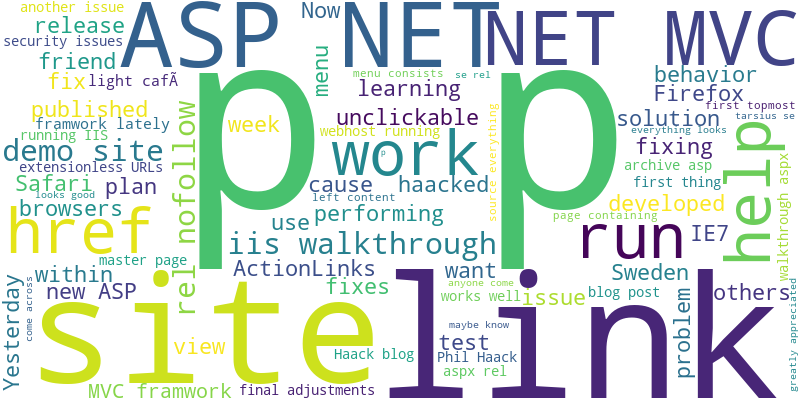 another issue
ASP
Now
NET
NET MVC
release
security issues
friend
fix
light cafÃ
menu
menu consists
se rel
learning
behavior
Firefox
first topmost
tarsius se
published
framwork lately
running IIS
week
unclickable
webhost running
solution
everything looks
demo site
p p
p
work
source everything
fixing
help
extensionless URLs
archive asp
Safari
plan
rel nofollow
cause
haacked
first thing
looks good
left content
developed
browsers
use
performing
page containing
walkthrough aspx
href
iis walkthrough
run
IE7
master page
within
ActionLinks
want
Sweden
Yesterday
come across
new ASP
fixes
anyone come
works well
issue
blog post
problem
others
greatly appreciated
site
link
view
maybe know
test
Haack blog
Phil Haack
aspx rel
MVC framwork
final adjustments